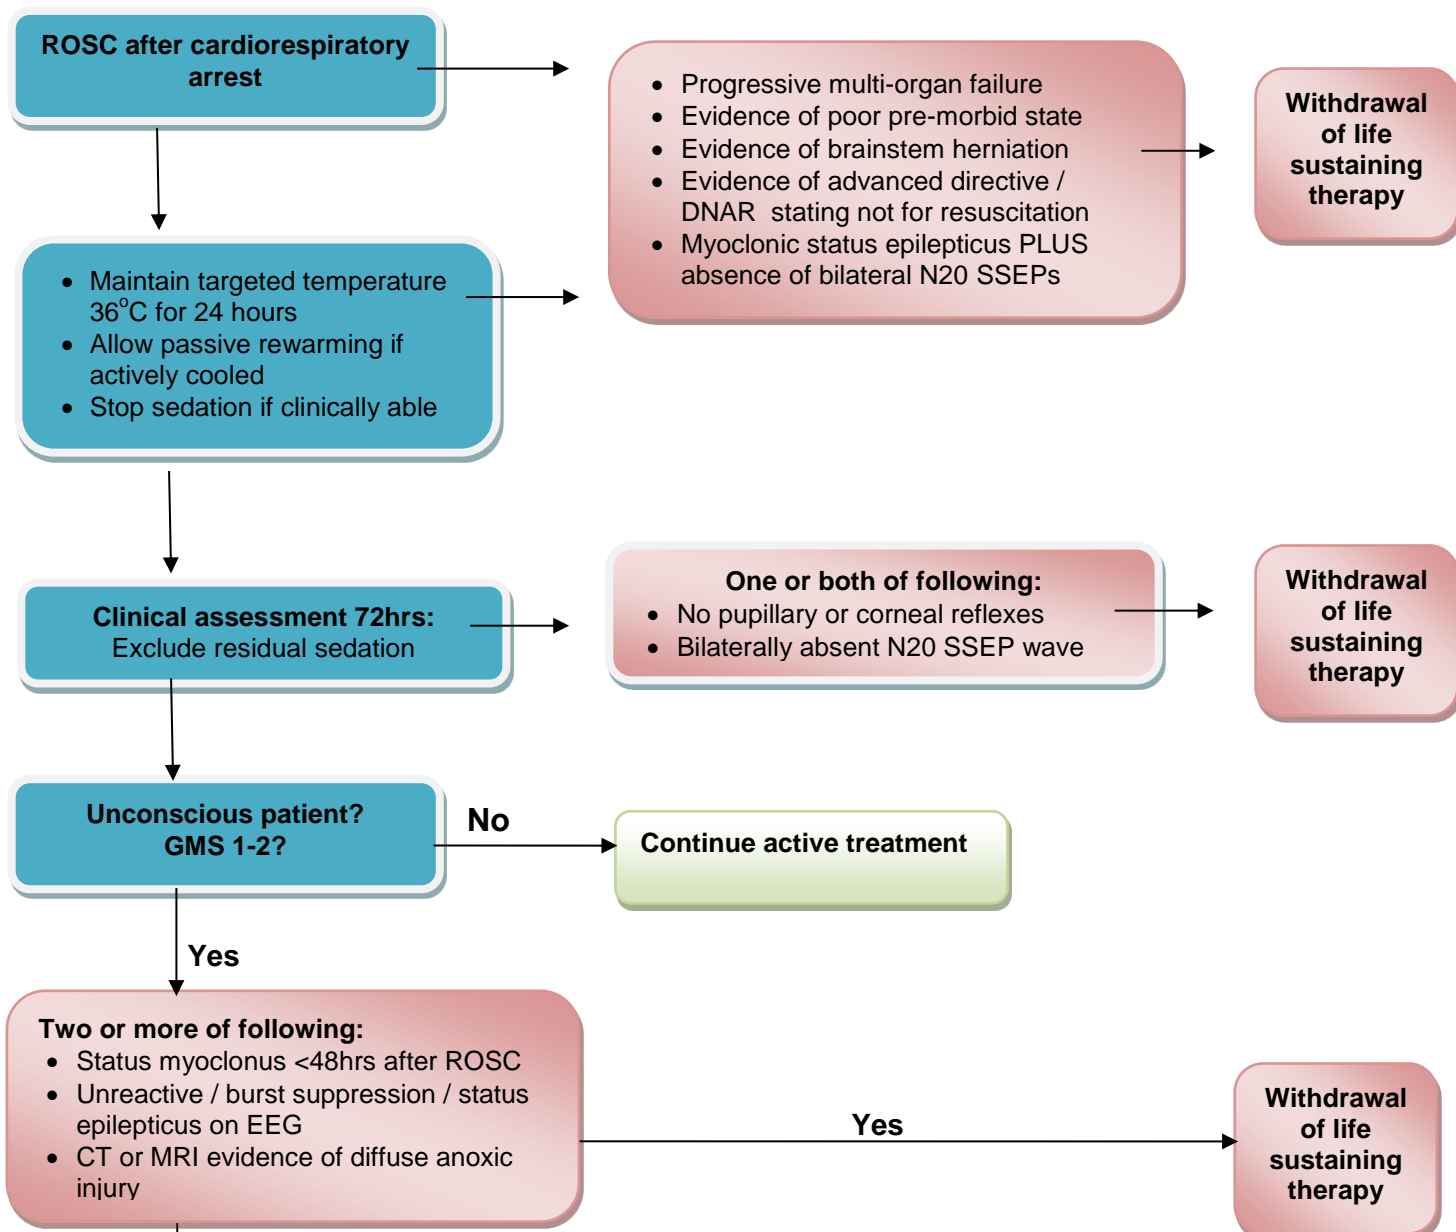 ROSC after cardiorespiratory
arrest
• Progressive multi-organ failure
• Evidence of poor pre-morbid state
• Evidence of brainstem herniation
• Evidence of advanced directive /
DNAR stating not for resuscitation
• Myoclonic status epilepticus PLUS
absence of bilateral N20 SSEPs
Withdrawal
of life
sustaining
therapy
• Maintain targeted temperature
36°C for 24 hours
• Allow passive rewarming if
actively cooled
• Stop sedation if clinically able
Clinical assessment 72hrs:
Exclude residual sedation
One or both of following:
• No pupillary or corneal reflexes
• Bilaterally absent N20 SSEP wave
Withdrawal
of life
sustaining
therapy
Unconscious patient?
GMS 1-2?
No
Continue active treatment
Yes
Two or more of following:
• Status myoclonus <48hrs after ROSC
• Unreactive / burst suppression / status
epilepticus on EEG
• CT or MRI evidence of diffuse anoxic
injury
Yes
Withdrawal
of life
sustaining
therapy